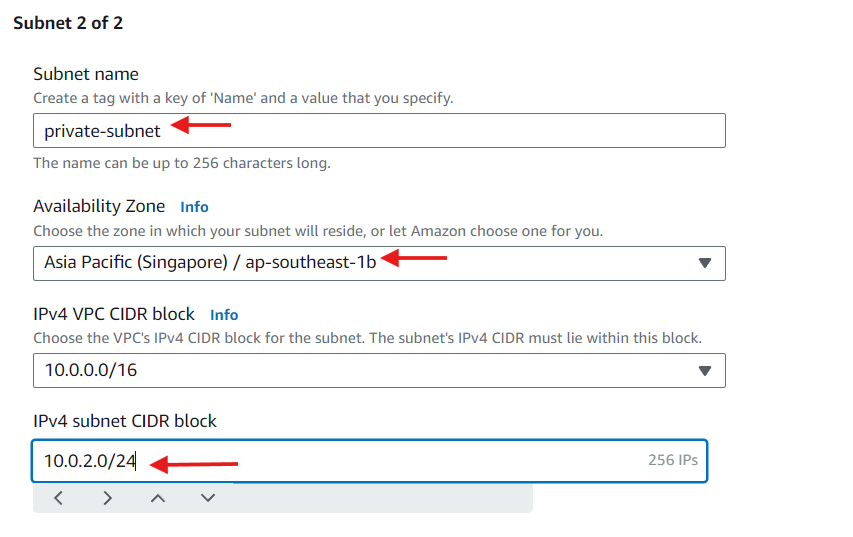 Subnet 2 of 2
Subnet name
Create a tag with a key of 'Name' and a value that you specify.
private-subnet
The name can be up to 256 characters long.
Availability Zone Info
Choose the zone in which your subnet will reside, or let Amazon choose one for you.
Asia Pacific (Singapore) / ap-southeast-1b
IPv4 VPC CIDR block Info
Choose the VPC's IPv4 CIDR block for the subnet. The subnet's IPv4 CIDR must lie within this block.
10.0.0.0/16
IPv4 subnet CIDR block
10.0.2.0/24 256 IPs